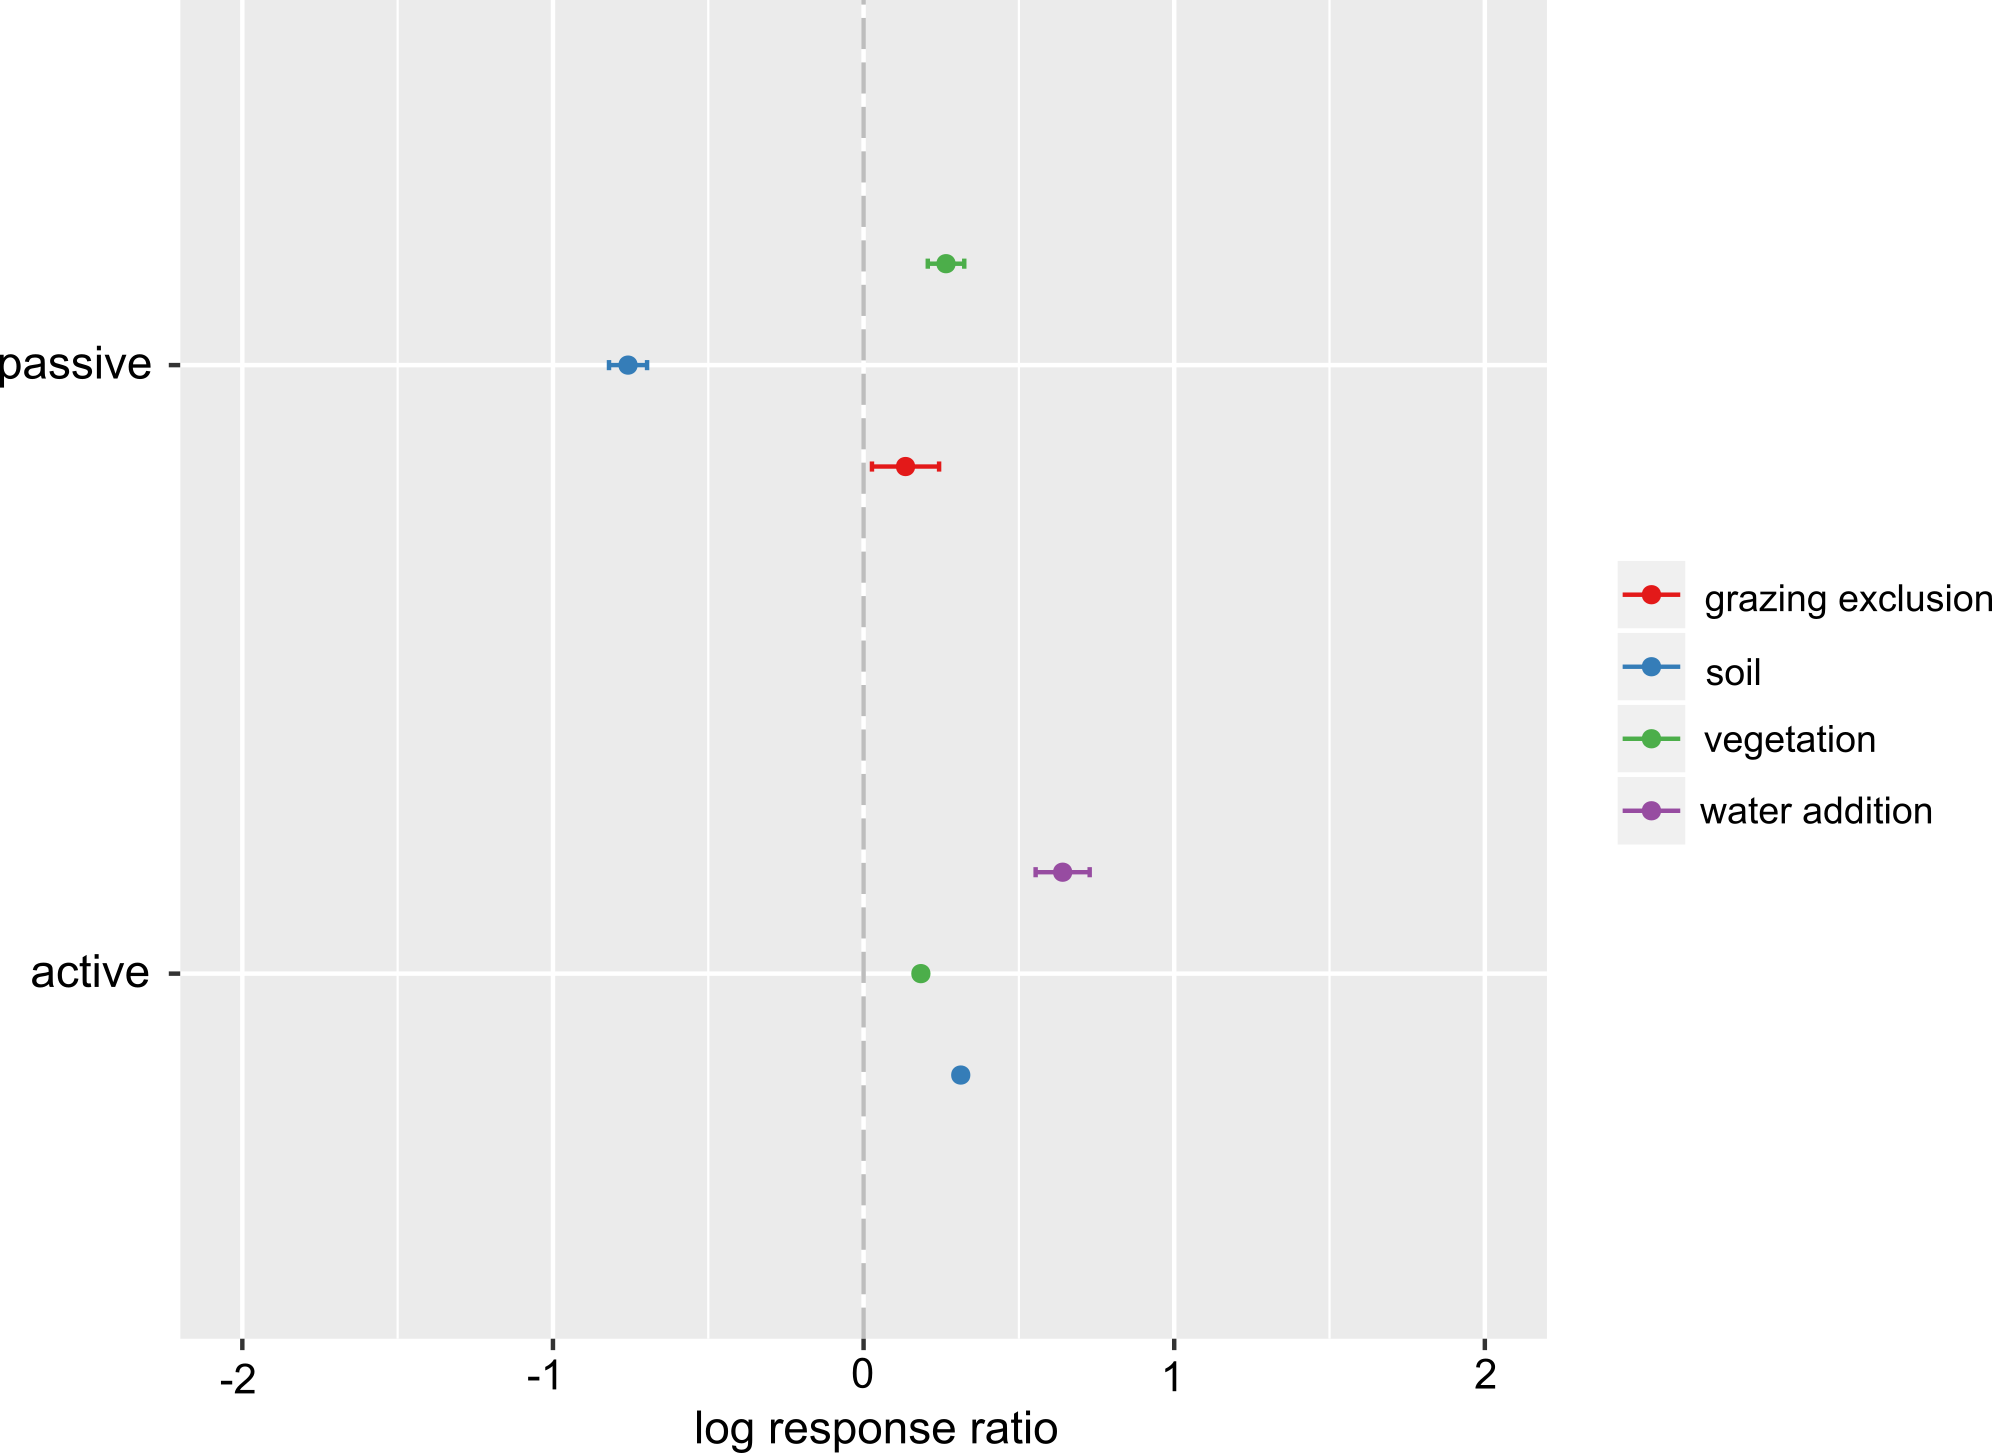 passive
active
grazing exclusion
soil
vegetation
water addition
-2 -1 0 1 2
log response ratio